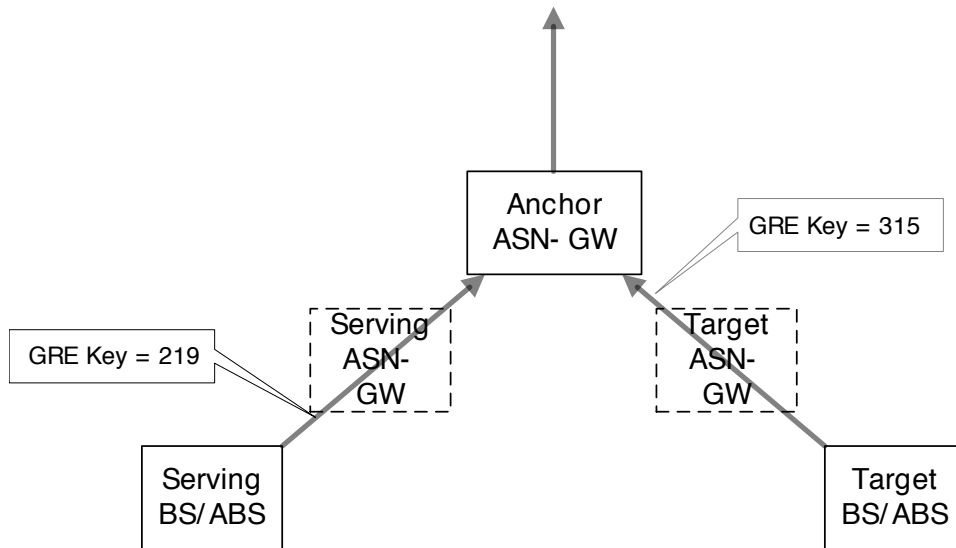 Anchor
ASN- GW
GRE Key = 315
Serving
ASN-
GW
Target
ASN-
GW
GRE Key = 219
Serving
BS/ABS
Target
BS/ABS